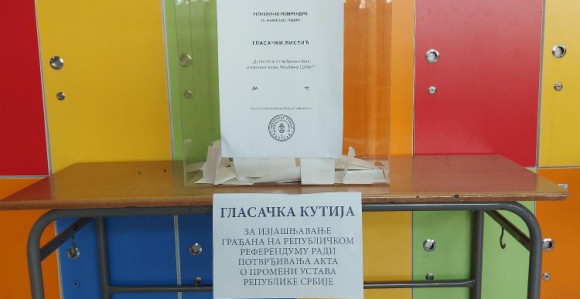 РЕПУБЛИЧКИ РЕФЕРЕНДУМ
ГЛАСАЧКИ ЛИСТИЋ
ДА
НЕ
ГЛАСАЧКА КУТИЈА
ЗА ИЗЈАШЊАВАЊЕ
ГРАЂАНА НА РЕПУБЛИЧКОМ
РЕФЕРЕНДУМУ РАДИ
ПОТВРЂИВАЊА АКТА
О ПРОМЕНИ УСТАВА
РЕПУБЛИКЕ СРБИЈЕ